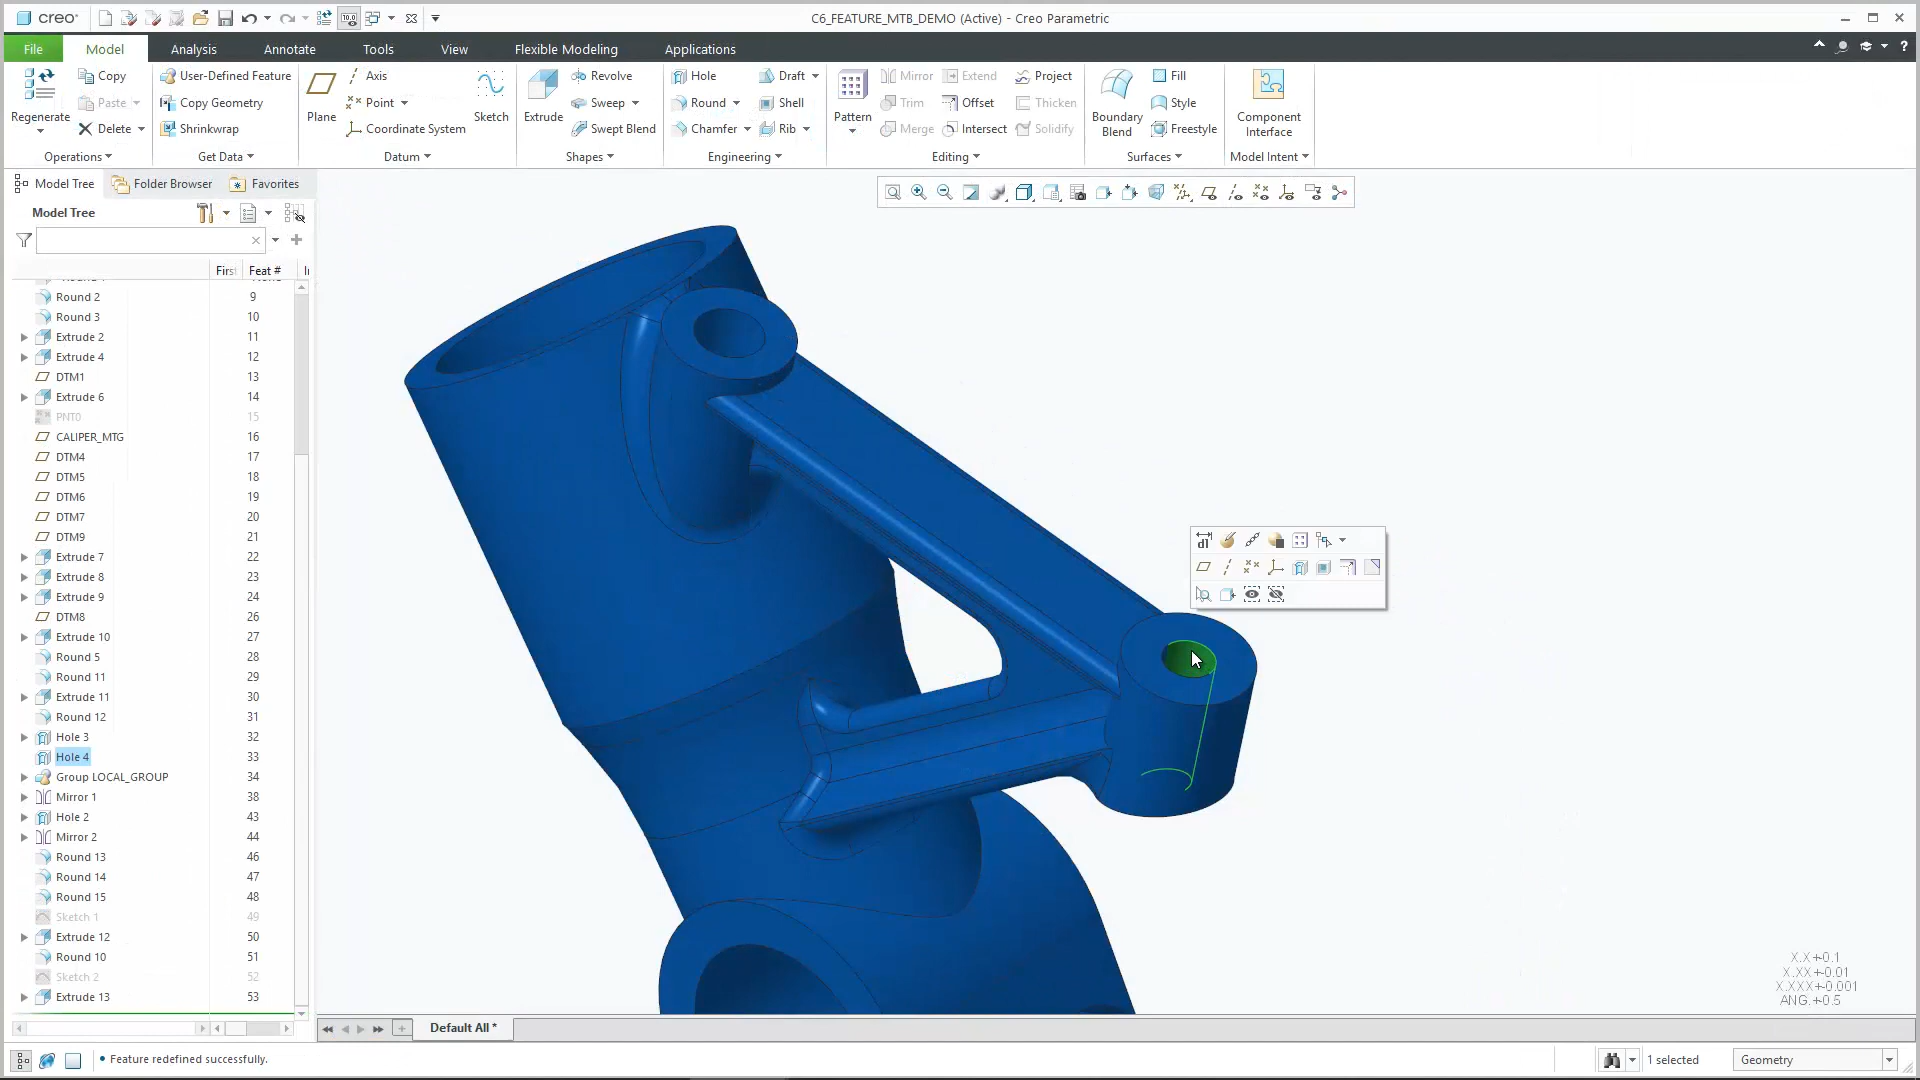 creo
C6_FEATURE_MTB_DEMO (Active) - Creo Parametric
File
Model
Analysis
Annotate
Tools
View
Flexible Modeling
Applications
Regenerate
Copy
Paste
Delete
Operations
User-Defined Feature
Copy Geometry
Shrinkwrap
Get Data
Plane
Axis
Point
Coordinate System
Sketch
Datum
Extrude
Revolve
Sweep
Swept Blend
Shapes
Hole
Round
Chamfer
Draft
Shell
Rib
Engineering
Pattern
Mirror
Trim
Merge
Extend
Offset
Intersect
Project
Thicken
Solidify
Editing
Boundary Blend
Fill
Style
Freestyle
Surfaces
Component Interface
Model Intent
Model Tree
Folder Browser
Favorites
Model Tree
Feat #
Round 2 9
Round 3 10
Extrude 2 11
Extrude 4 12
DTM1 13
Extrude 6 14
PNT0 15
CALIPER_MTG 16
DTM4 17
DTM5 18
DTM6 19
DTM7 20
DTM9 21
Extrude 7 22
Extrude 8 23
Extrude 9 24
DTM8 26
Extrude 10 27
Round 5 28
Round 11 29
Extrude 11 30
Round 12 31
Hole 3 32
Hole 4 33
Group LOCAL_GROUP 34
Mirror 1 38
Hole 2 43
Mirror 2 44
Round 13 46
Round 14 47
Round 15 48
Sketch 1 49
Extrude 12 50
Round 10 51
Sketch 2 52
Extrude 13 53
X.X +-0.1
X.XX +-0.01
X.XXX+-0.001
ANG. +-0.5
Default All *
• Feature redefined successfully.
1 selected
Geometry